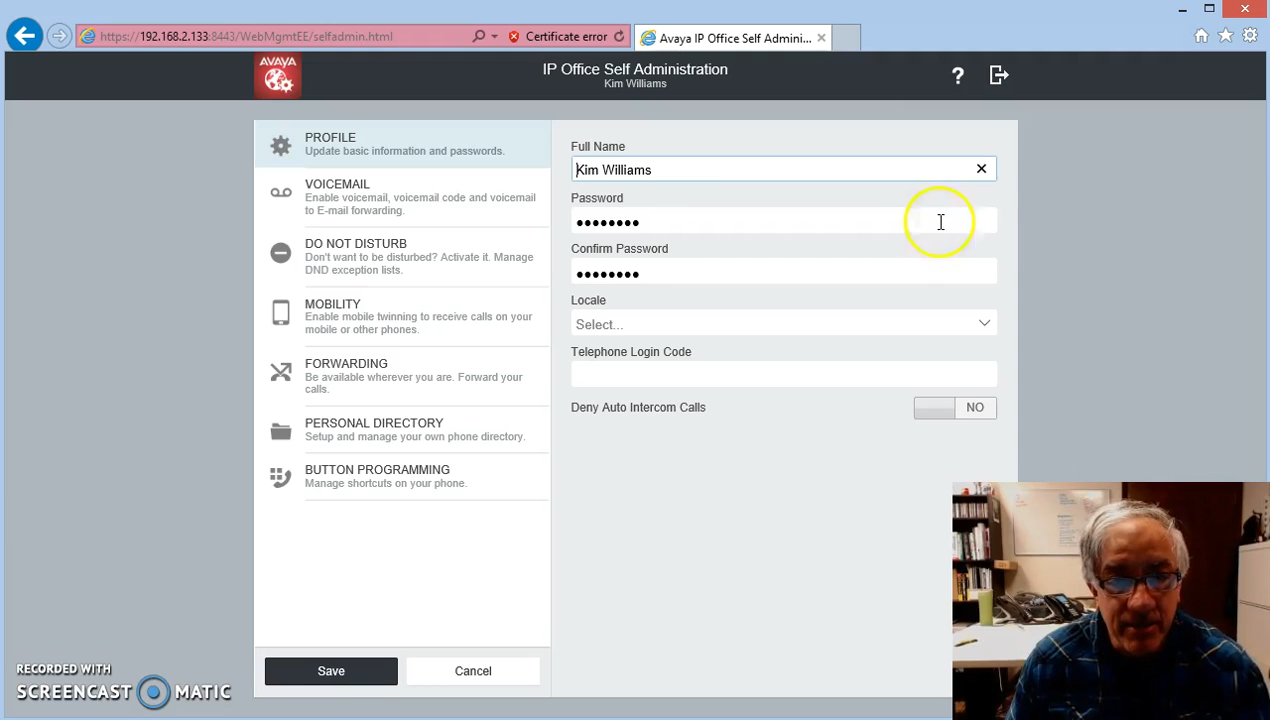 https://192.168.2.133:8443/WebMgmtEE/selfadmin.html
Certificate error
Avaya IP Office Self Admini...
AVAYA
IP Office Self Administration
Kim Williams
?
PROFILE
Update basic information and passwords.
VOICEMAIL
Enable voicemail, voicemail code and voicemail
to E-mail forwarding.
DO NOT DISTURB
Don't want to be disturbed? Activate it. Manage
DND exception lists.
MOBILITY
Enable mobile twinning to receive calls on your
mobile or other phones.
FORWARDING
Be available wherever you are. Forward your
calls.
PERSONAL DIRECTORY
Setup and manage your own phone directory.
BUTTON PROGRAMMING
Manage shortcuts on your phone.
Save
Cancel
Full Name
Kim Williams
Password
••••••••
Confirm Password
••••••••
Locale
Select...
Telephone Login Code
Deny Auto Intercom Calls
NO
RECORDED WITH
SCREENCAST MATIC